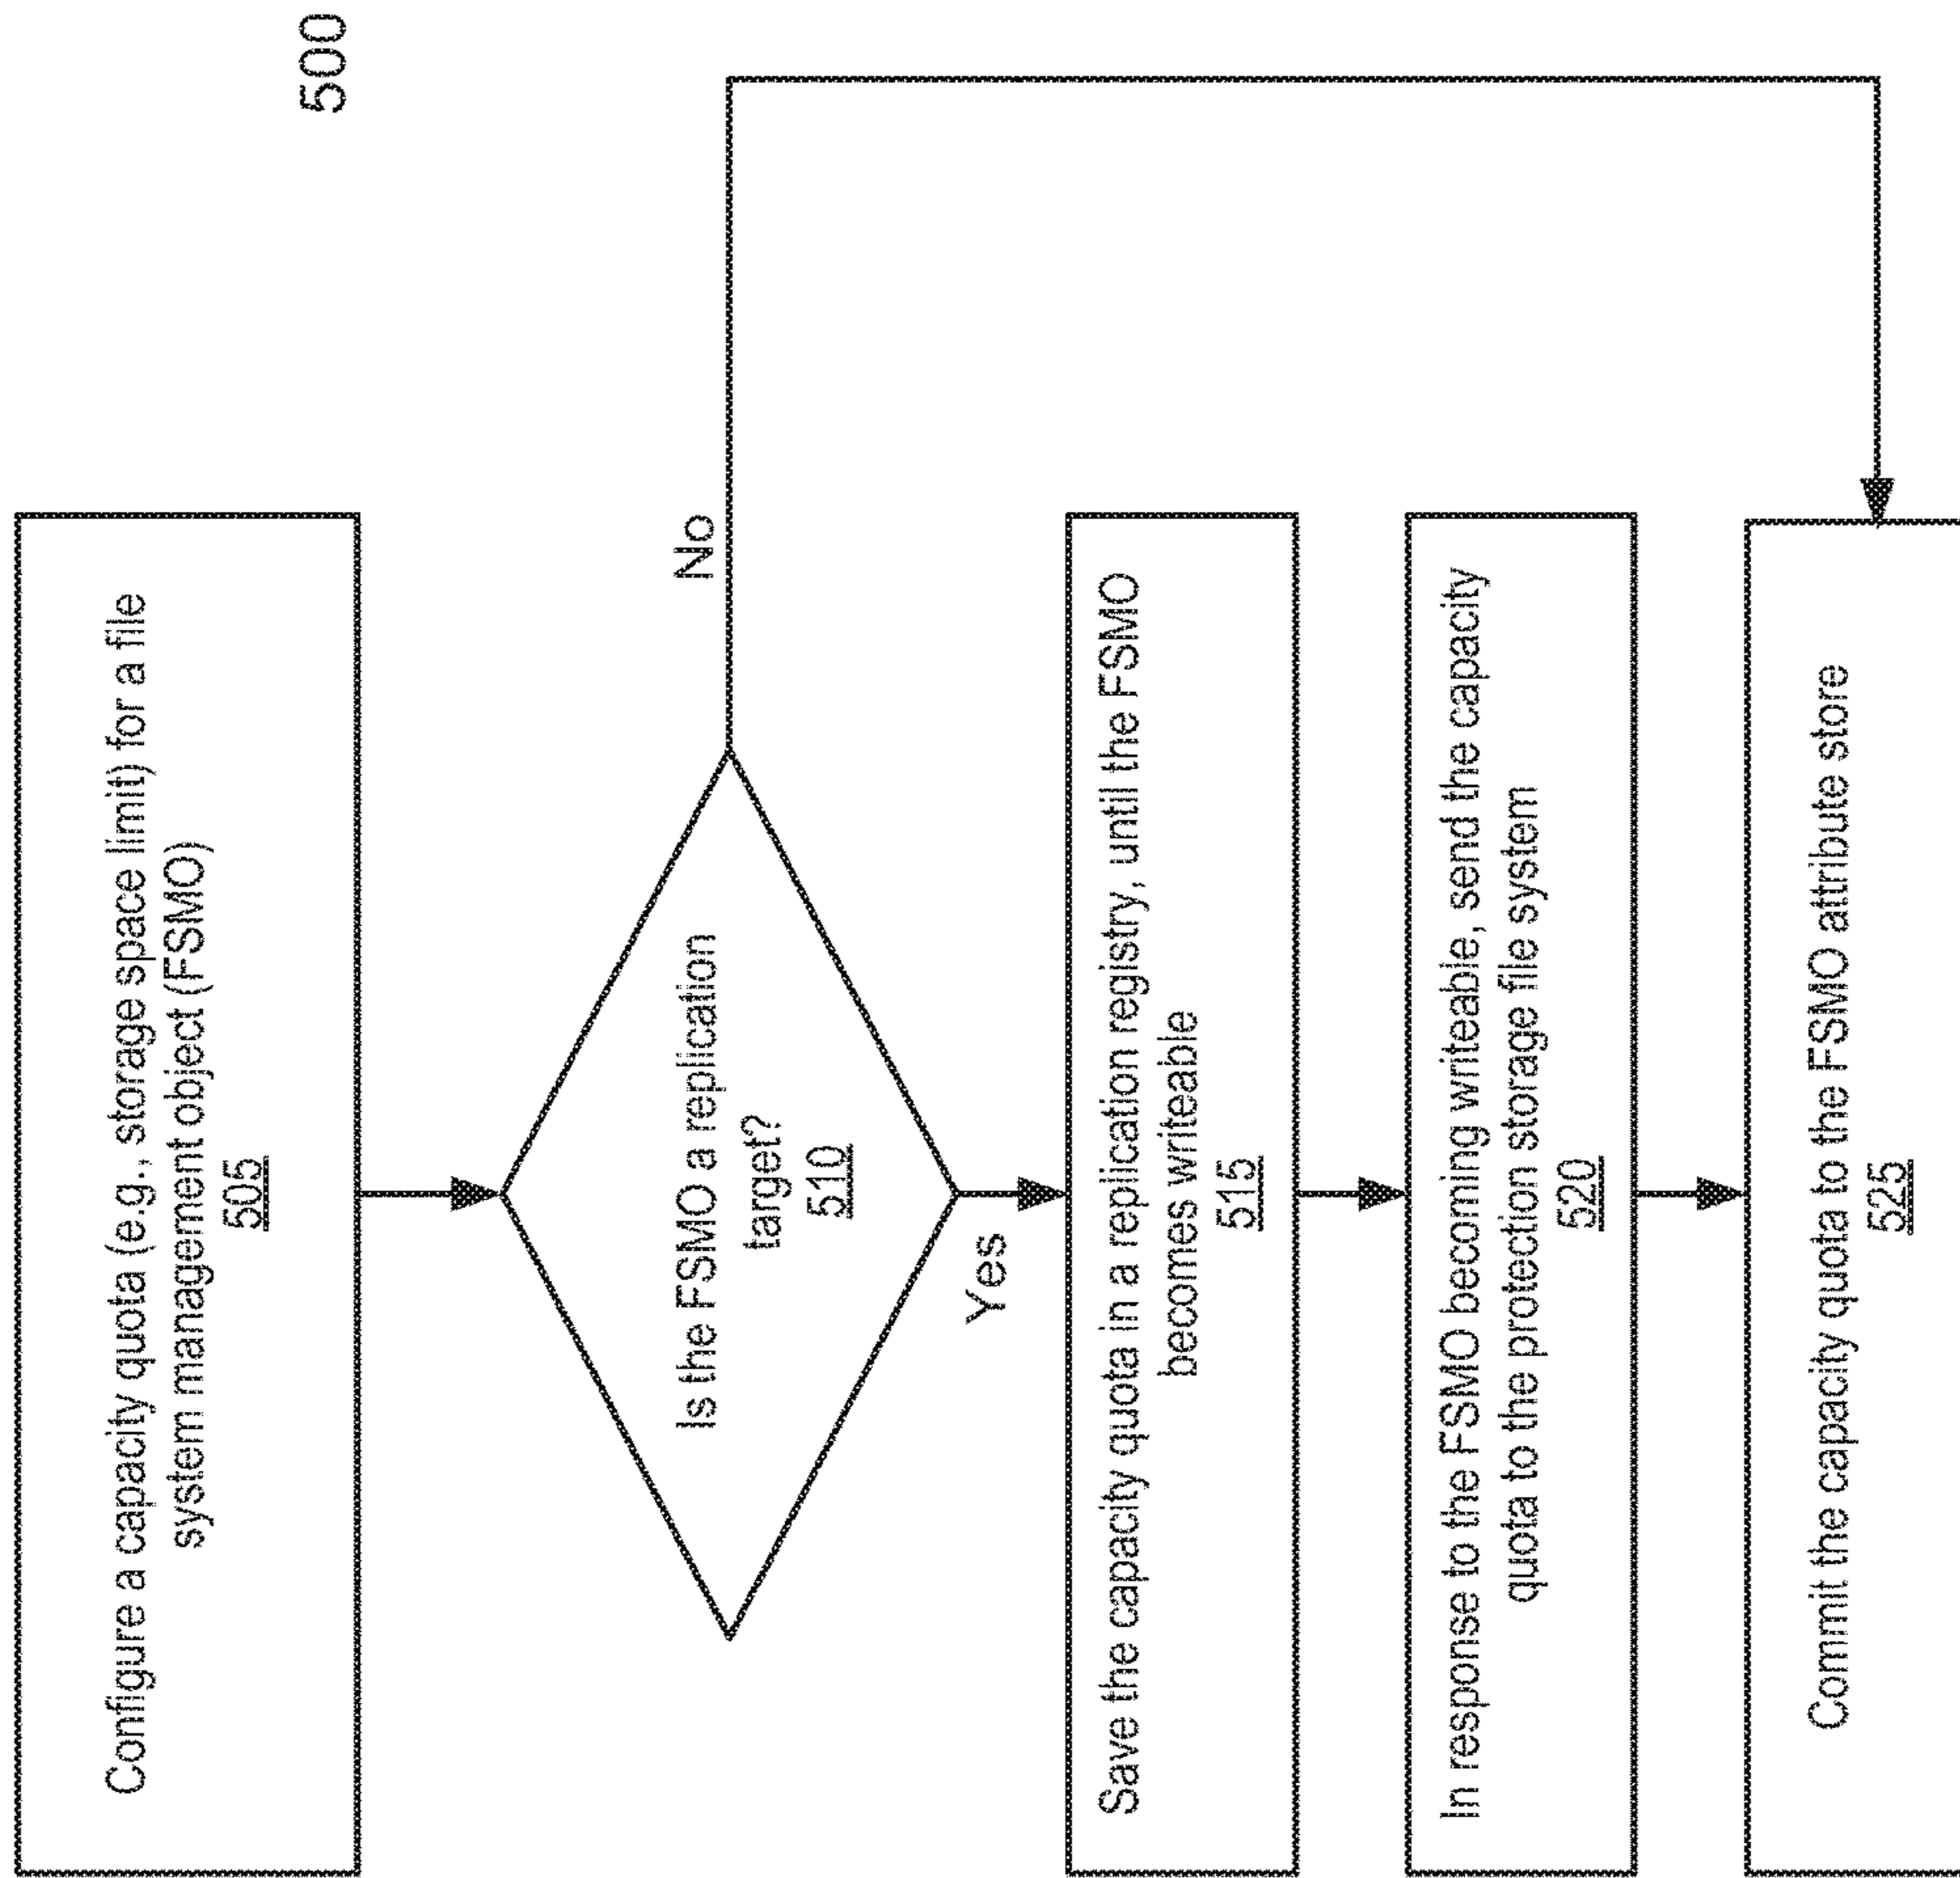 500
Configure a capacity quota (e.g., storage space limit) for a file
system management object (FSMO)
505
Is the FSMO a replication
target?
510
No
Yes
Save the capacity quota in a replication registry, until the FSMO
becomes writeable
515
In response to the FSMO becoming writeable, send the capacity
quota to the protection storage file system
520
Commit the capacity quota to the FSMO attribute store
525